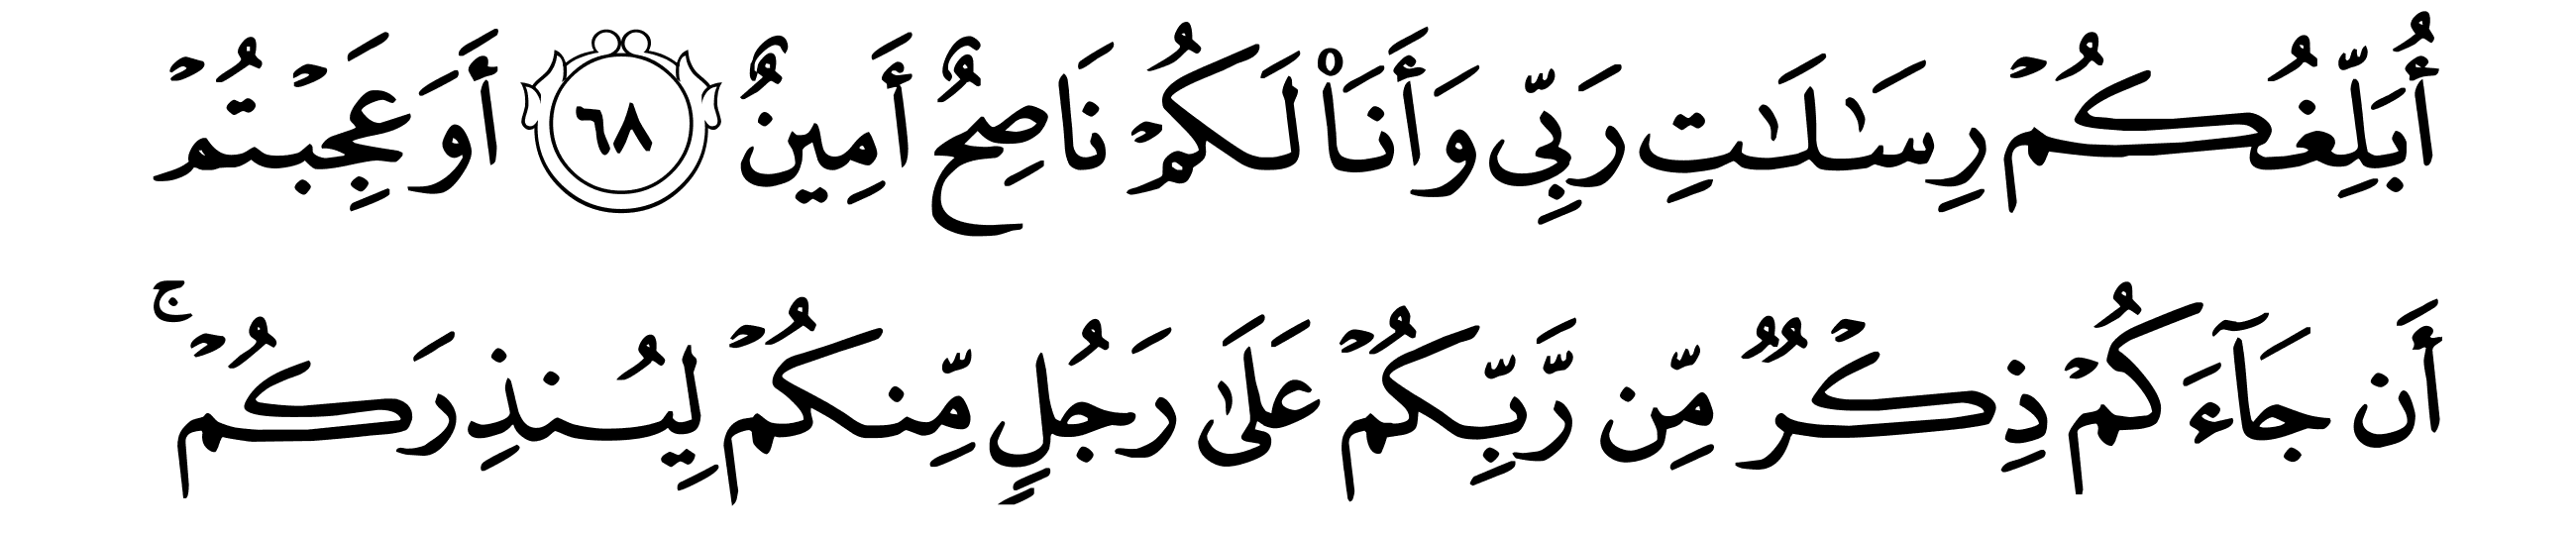 أُبَلِّغُكُمۡ رِسَٰلَٰتِ رَبِّي وَأَنَا۠ لَكُمۡ نَاصِحٌ أَمِينٌ ٦٨ أَوَعَجِبۡتُمۡ
أَن جَآءَكُمۡ ذِكۡرٞ مِّن رَّبِّكُمۡ عَلَىٰ رَجُلٖ مِّنكُمۡ لِيُنذِرَكُمۡۚ